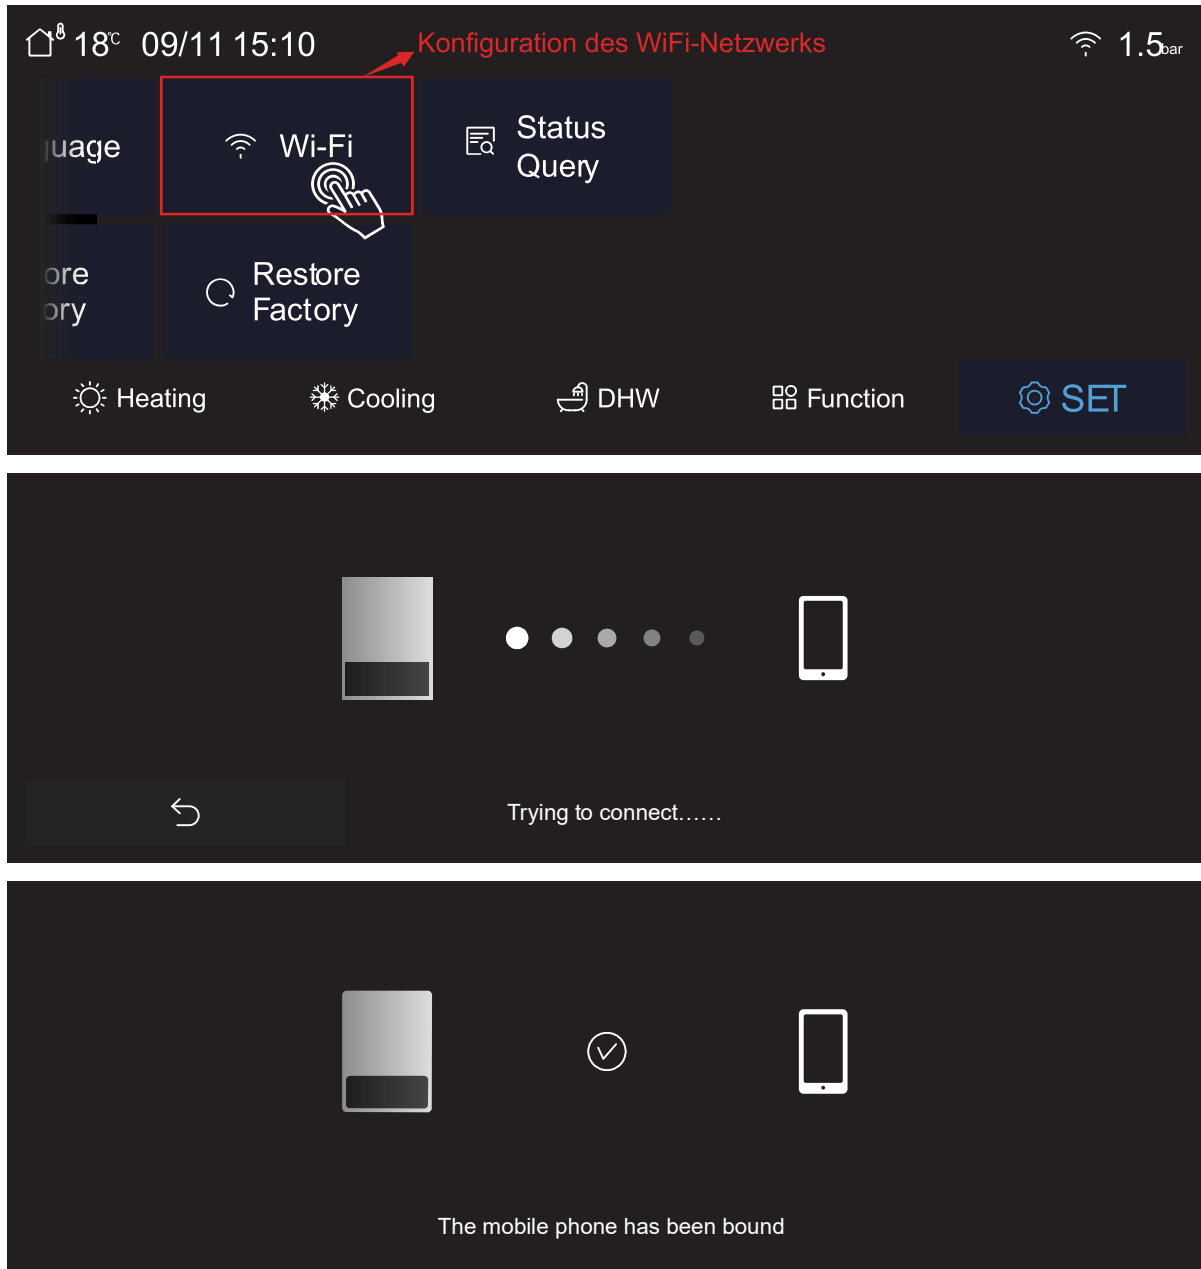 18℃ 09/11 15:10
Konfiguration des WiFi-Netzwerks
1.5bar
uage
Wi-Fi
Status
Query
ore
ory
Restore
Factory
Heating
Cooling
DHW
Function
SET
Trying to connect……
The mobile phone has been bound